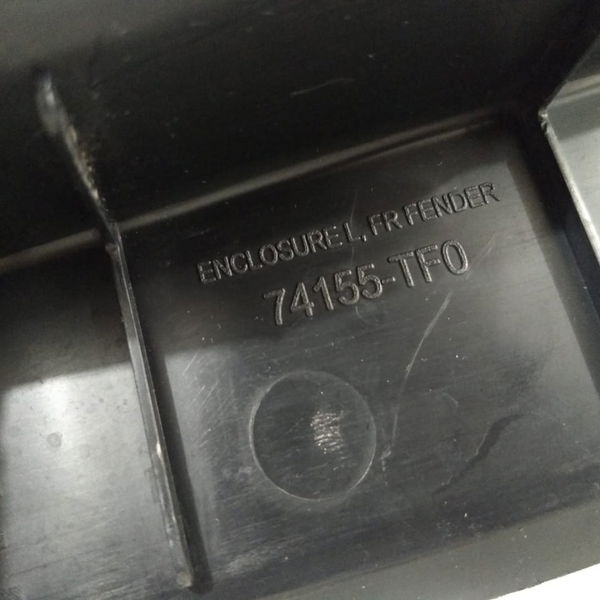 ENCLOSURE L, FR FENDER
74155-TF0